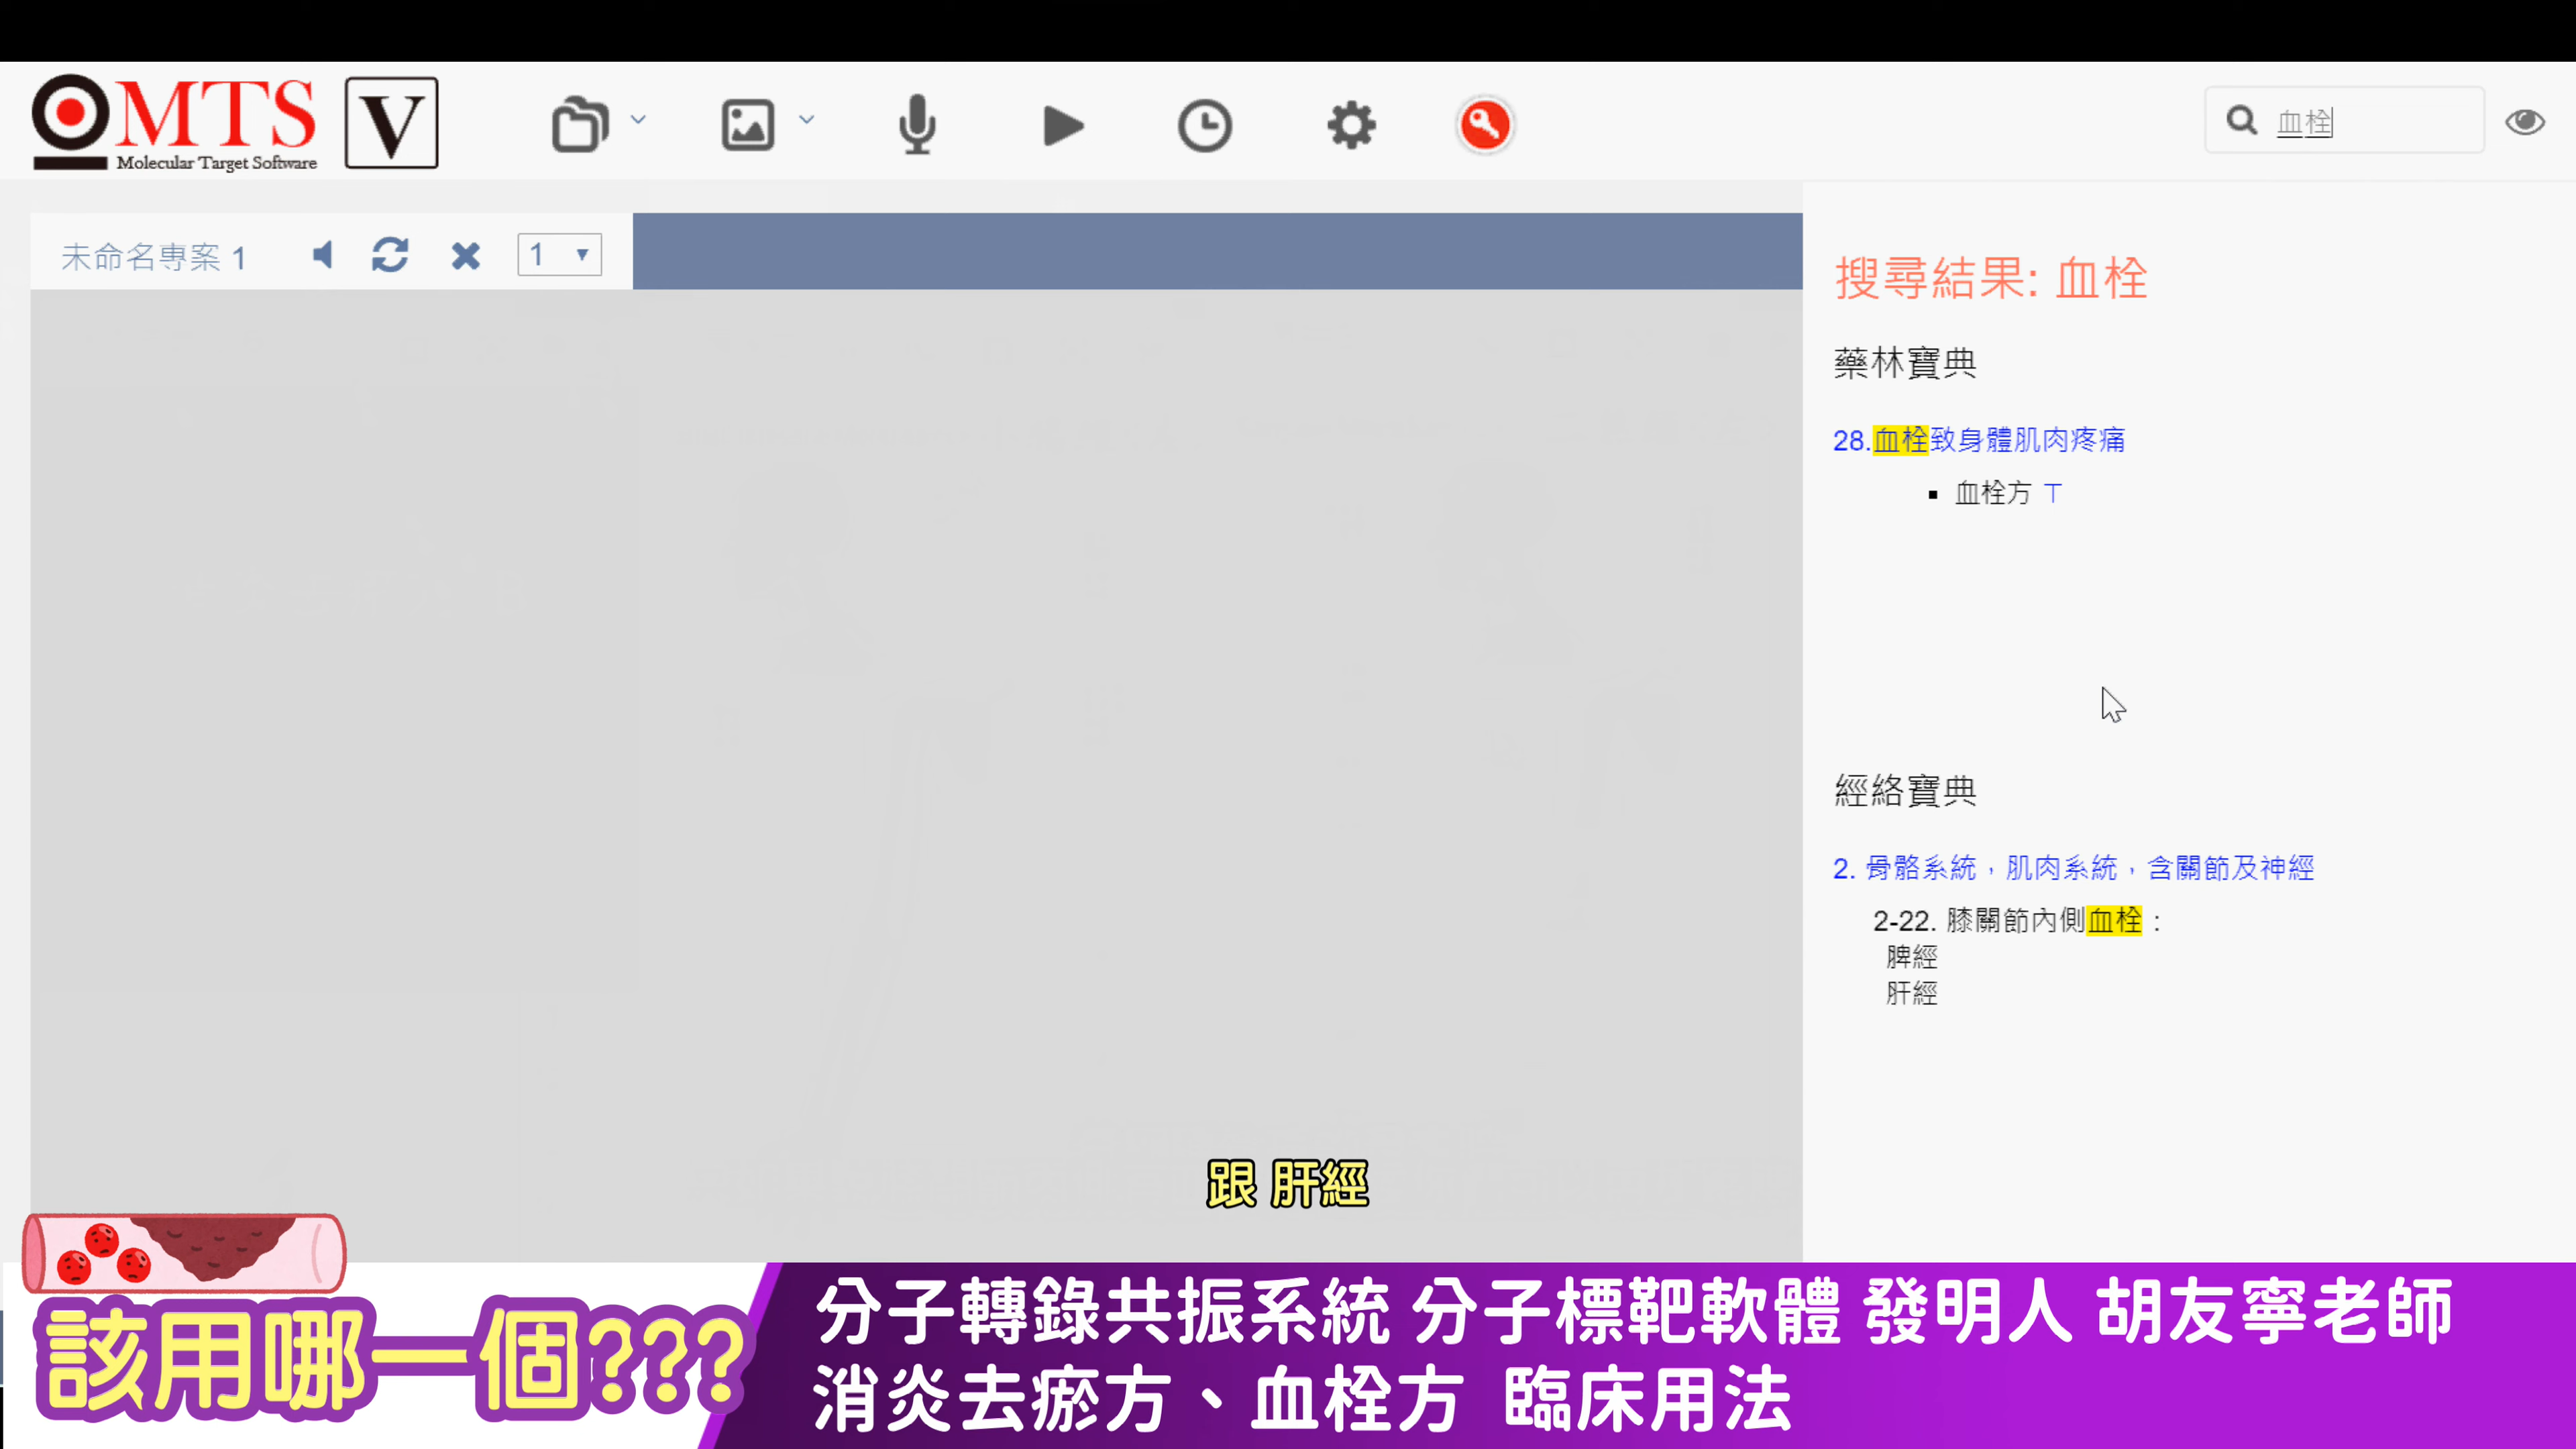 MTS
Molecular Target Software
V
血栓
未命名專案 1
1
搜尋結果: 血栓
藥林寶典
28.血栓致身體肌肉疼痛
血栓方 T
經絡寶典
2. 骨骼系統，肌肉系統，含關節及神經
2-22. 膝關節內側血栓：
脾經
肝經
跟 肝經
該用哪一個???
分子轉錄共振系統 分子標靶軟體 發明人 胡友寧老師
消炎去瘀方、血栓方 臨床用法